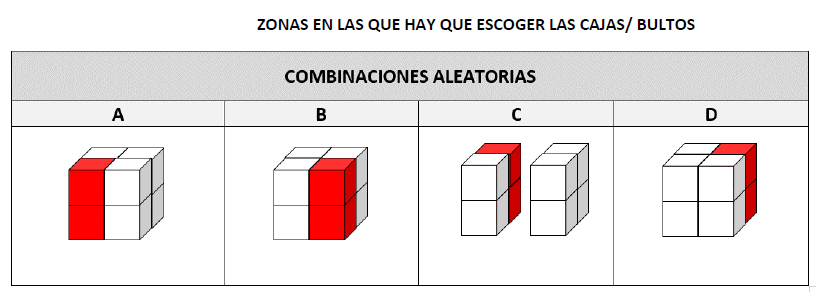 ZONAS EN LAS QUE HAY QUE ESCOGER LAS CAJAS/ BULTOS
COMBINACIONES ALEATORIAS
A B C D